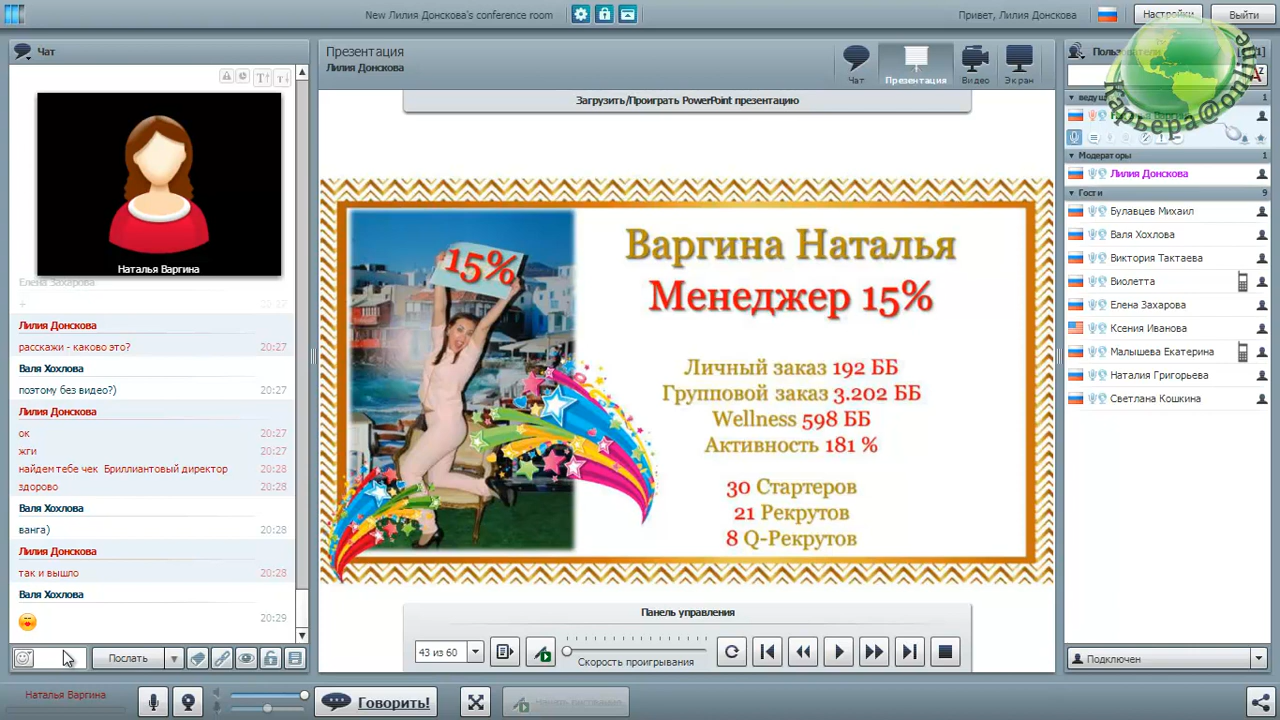 New Лилия Донскова's conference room
Привет, Лилия Донскова
Настройки
Выйти
Чат
Наталья Варгина
Елена Захарова
+
20:27
Лилия Донскова
расскажи - каково это?
20:27
Валя Хохлова
поэтому без видео?)
20:27
Лилия Донскова
ок
20:27
жги
20:27
найдем тебе чек Бриллиантовый директор
20:28
здорово
20:28
Валя Хохлова
ванга)
20:28
Лилия Донскова
так и вышло
20:28
Валя Хохлова
20:29
Послать
Презентация
Лилия Донскова
Чат
Презентация
Видео
Экран
Загрузить/Проиграть PowerPoint презентацию
15%
Варгина Наталья
Менеджер 15%
Личный заказ 192 ББ
Групповой заказ 3.202 ББ
Wellness 598 ББ
Активность 181 %
30 Стартеров
21 Рекрутов
8 Q-Рекрутов
Панель управления
43 из 60
Скорость проигрывания
карьера@online
ведущ
1
Модераторы
1
Лилия Донскова
Гости
9
Булавцев Михаил
Валя Хохлова
Виктория Тактаева
Виолетта
Елена Захарова
Ксения Иванова
Малышева Екатерина
Наталия Григорьева
Светлана Кошкина
Подключен
Наталья Варгина
Говорить!